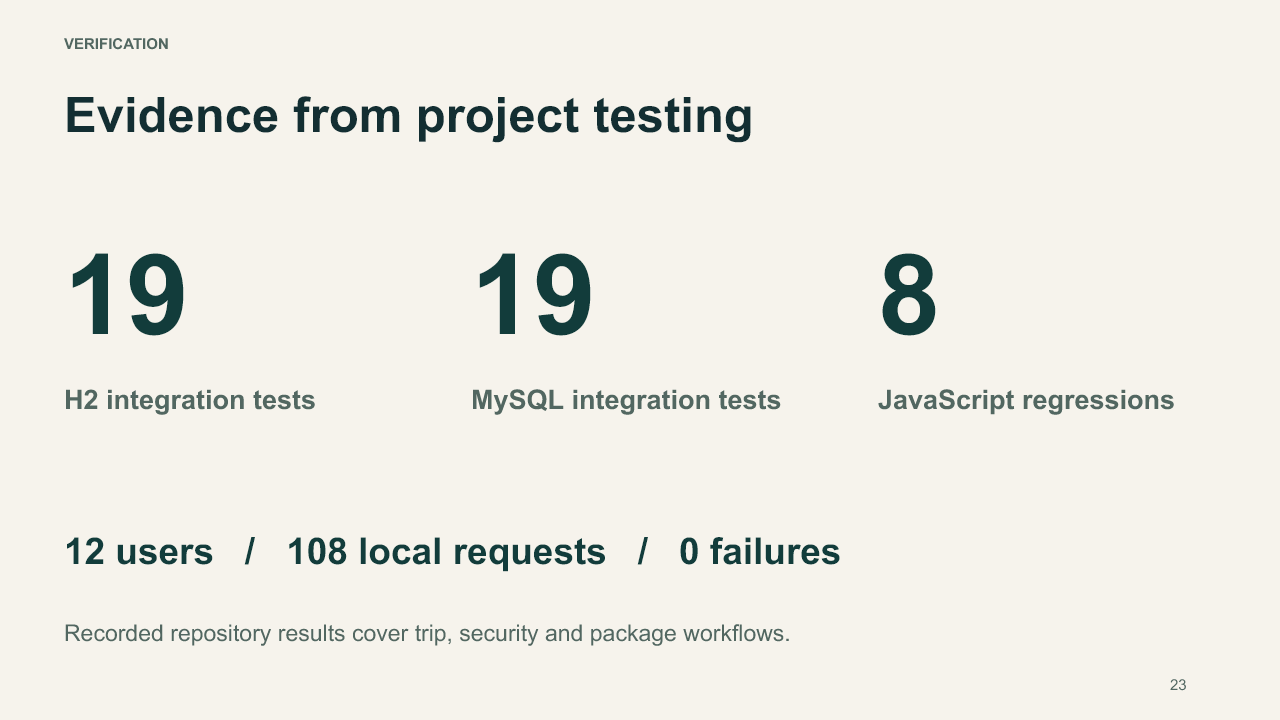 VERIFICATION
Evidence from project testing
19
19
8
H2 integration tests
MySQL integration tests
JavaScript regressions
12 users / 108 local requests / 0 failures
Recorded repository results cover trip, security and package workflows.
23